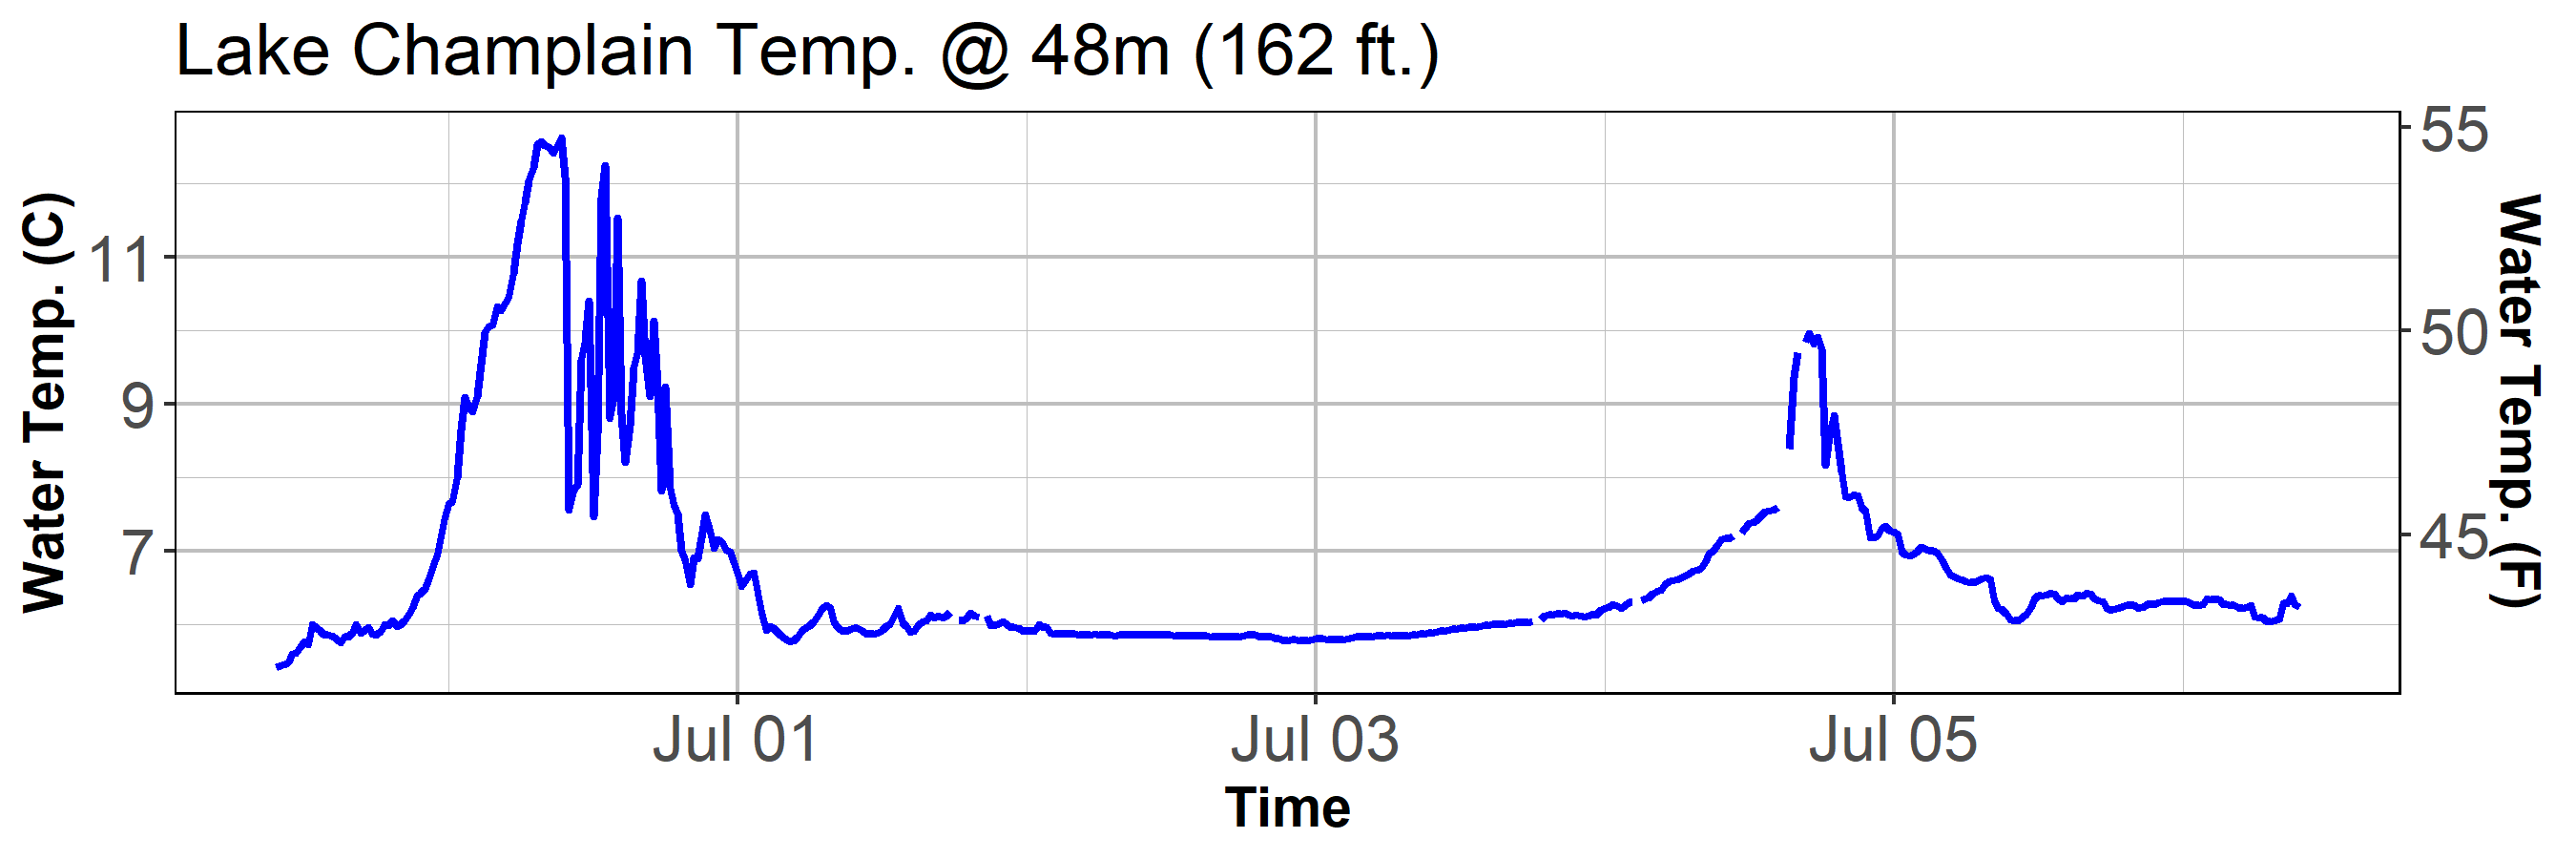 Lake Champlain Temp. @ 48m (162 ft.)
Water Temp. (C)
11
9
7
55
50
45
Water Temp. (F)
Jul 01 Jul 03 Jul 05
Time